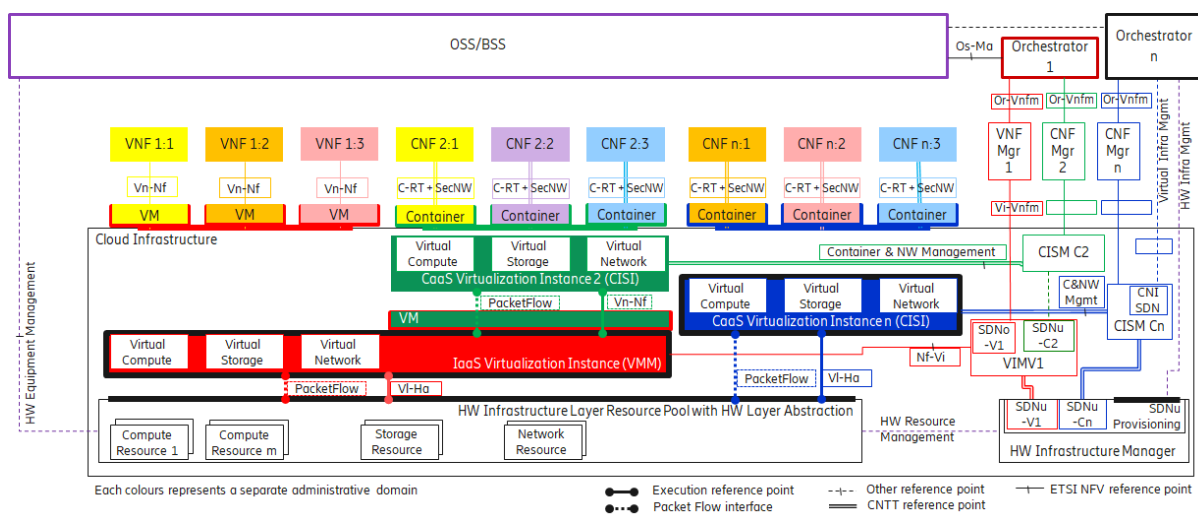 OSS/BSS
Os-Ma
Orchestrator
1
Orchestrator
n
Or-Vnfm
Or-Vnfm
Or-Vnfm
VNF
Mgr
1
CNF
Mgr
2
CNF
Mgr
n
Virtual Infra Mgmt
HW Infra Mgmt
VNF 1:1
VNF 1:2
VNF 1:3
CNF 2:1
CNF 2:2
CNF 2:3
CNF n:1
CNF n:2
CNF n:3
Vn-Nf
Vn-Nf
Vn-Nf
C-RT + SecNW
C-RT + SecNW
C-RT + SecNW
C-RT + SecNW
C-RT + SecNW
C-RT + SecNW
VM
VM
VM
Container
Container
Container
Container
Container
Container
Vi-Vnfm
Cloud Infrastructure
Virtual
Compute
Virtual
Storage
Virtual
Network
CaaS Virtualization Instance 2 (CISI)
Container & NW Management
CISM C2
PacketFlow
Vn-Nf
Virtual
Compute
Virtual
Storage
Virtual
Network
CaaS Virtualization Instance n (CISI)
C&NW
Mgmt
CNI
SDN
CISM Cn
VM
Virtual
Compute
Virtual
Storage
Virtual
Network
IaaS Virtualization Instance (VMM)
Nf-Vi
SDNo
-V1
SDNu
-C2
VIMV1
PacketFlow
Vl-Ha
PacketFlow
Vl-Ha
HW Equipment Management
HW Infrastructure Layer Resource Pool with HW Layer Abstraction
Compute
Resource 1
Compute
Resource m
Storage
Resource
Network
Resource
HW Resource
Management
SDNu
-V1
SDNu
-Cn
SDNu
Provisioning
HW Infrastructure Manager
Each colours represents a separate administrative domain
Execution reference point
Packet Flow interface
Other reference point
CNTT reference point
ETSI NFV reference point